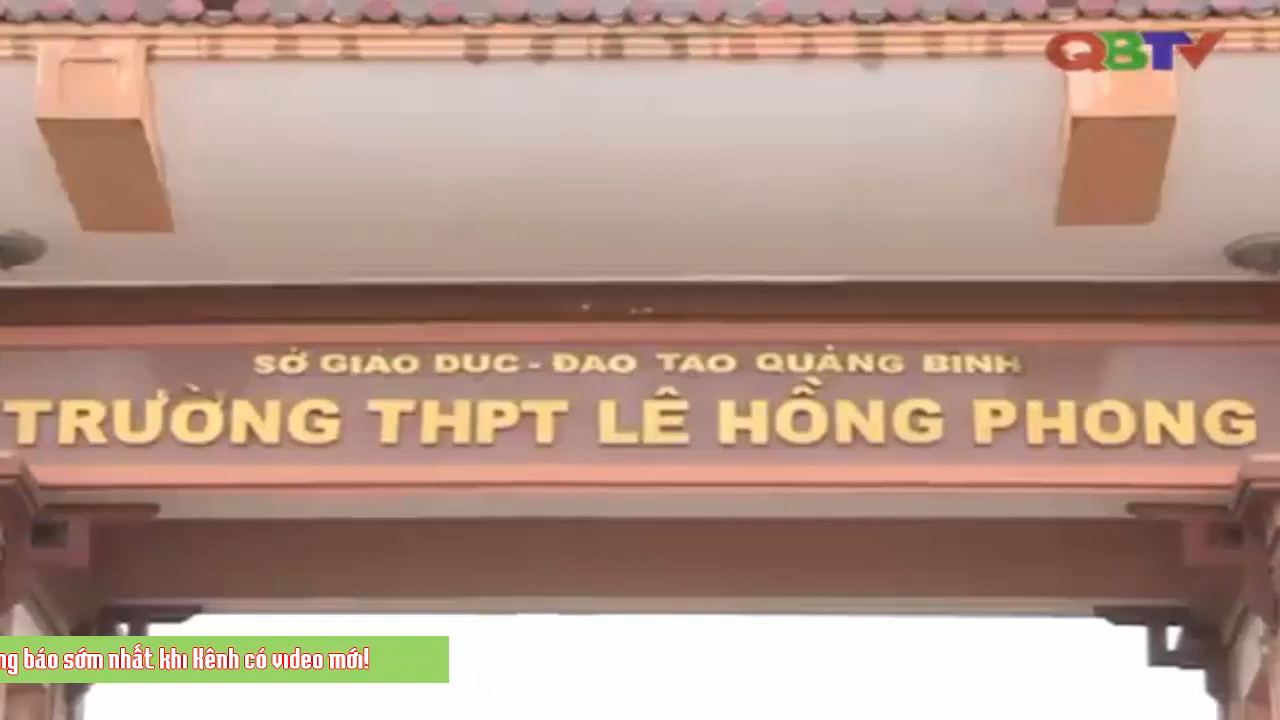 QBTV
SỞ GIÁO DỤC - ĐÀO TẠO QUẢNG BÌNH
TRƯỜNG THPT LÊ HỒNG PHONG
báo sớm nhất khi Kênh có video mới!